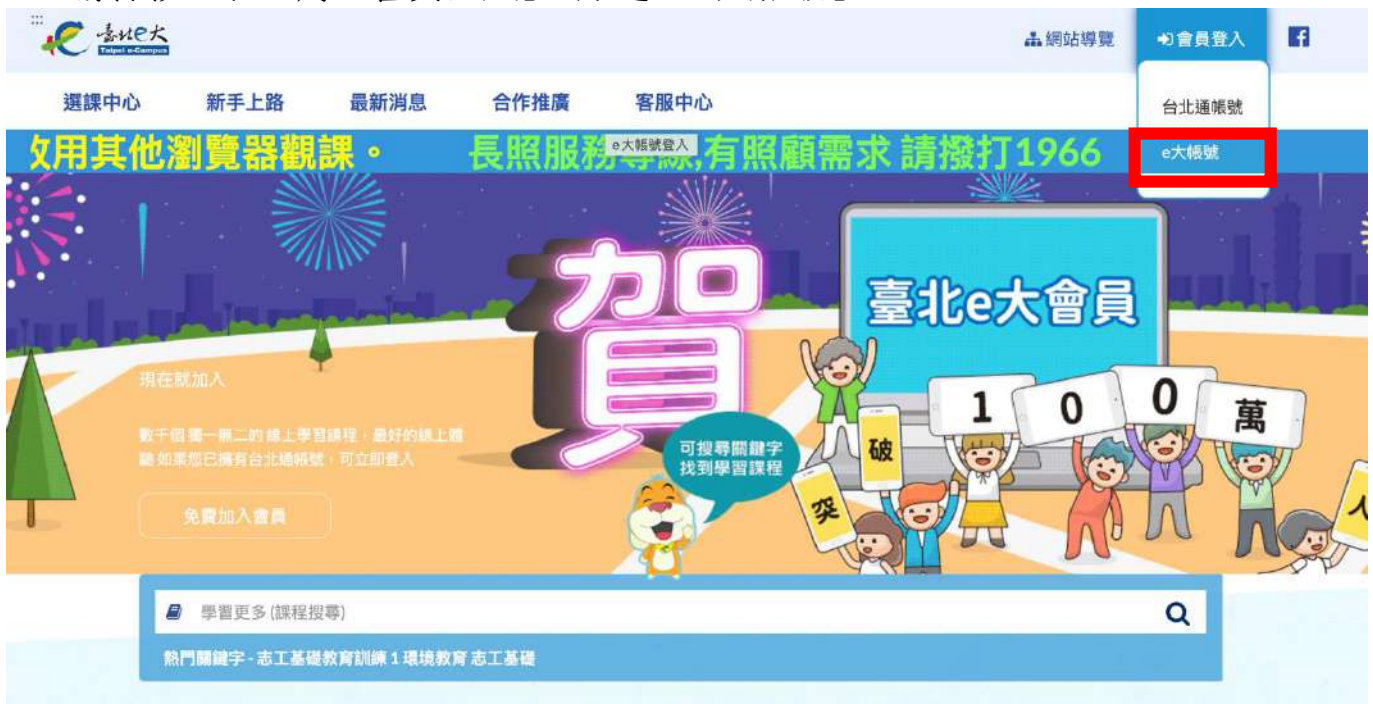 臺北e大
Taipei e-Campus
網站導覽
會員登入
選課中心
新手上路
最新消息
合作推廣
客服中心
台北通帳號
e大帳號
用其他瀏覽器觀課。
長照服務專線,有照顧需求 請撥打1966
e大帳號登入
賀
臺北e大會員
突破100萬人
現在就加入
數千個 獨一無二的 線上學習課程,最好的線上體
驗 如果您已擁有台北通帳號,可立即登入
免費加入會員
可搜尋關鍵字
找到學習課程
學習更多 (課程搜尋)
熱門關鍵字 - 志工基礎教育訓練 1 環境教育 志工基礎